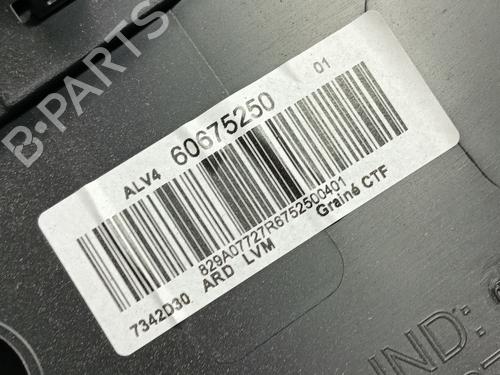 B-PARTS
01
ALV4 60675250
829A07727R6752500401
7342D30 ARD LVM Grainé CTF
IND: